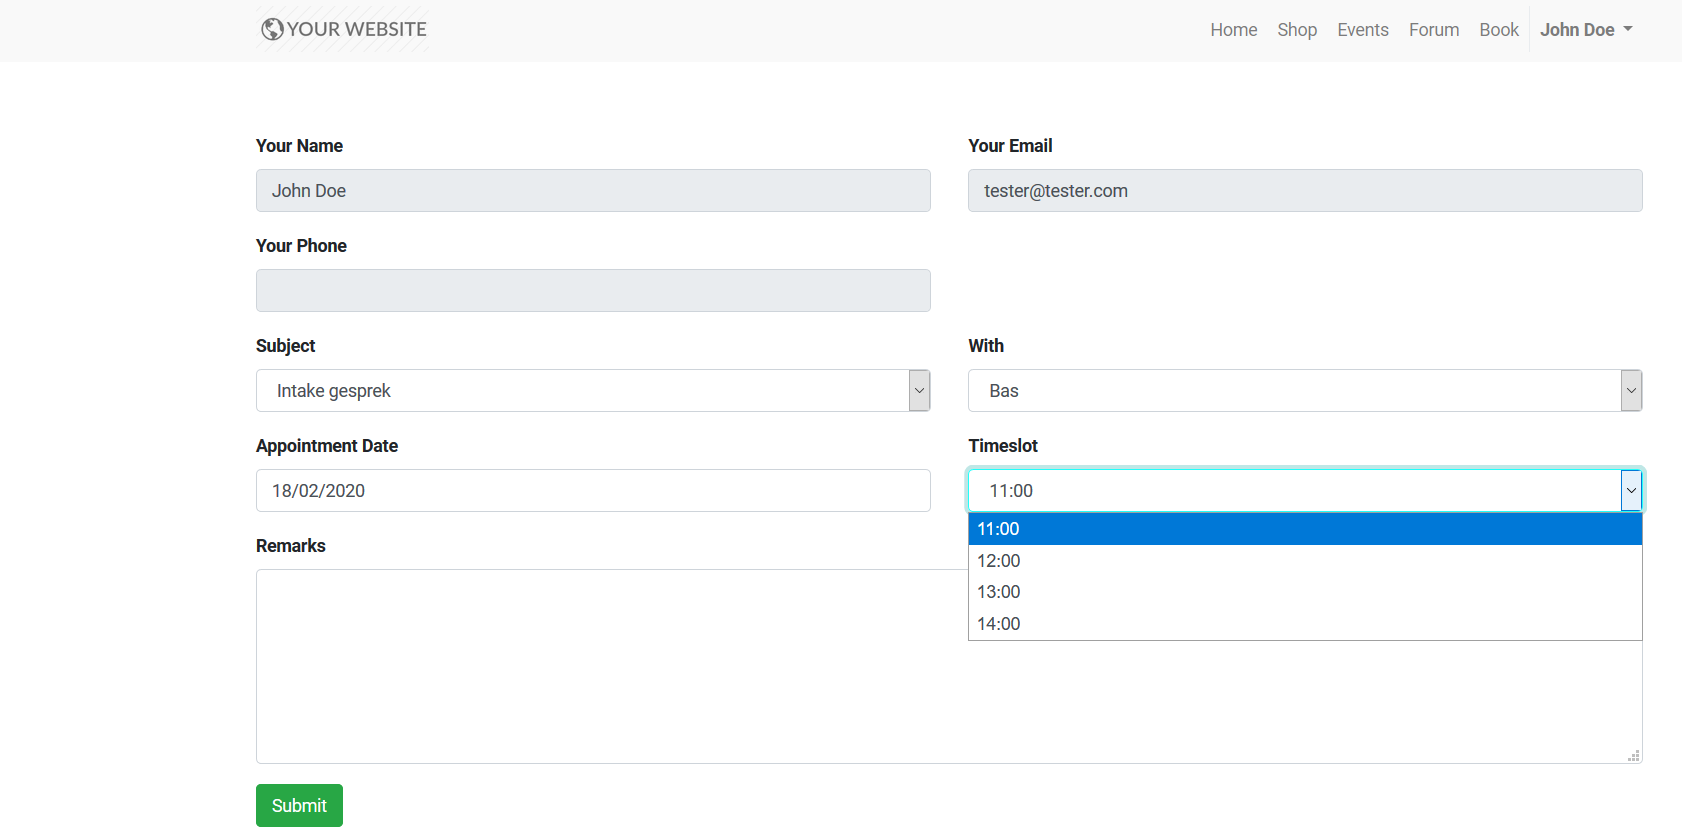 YOUR WEBSITE
Home Shop Events Forum Book John Doe
Your Name Your Email
John Doe tester@tester.com
Your Phone
Subject With
Intake gesprek Bas
Appointment Date Timeslot
18/02/2020 11:00
11:00
Remarks
12:00
13:00
14:00
Submit